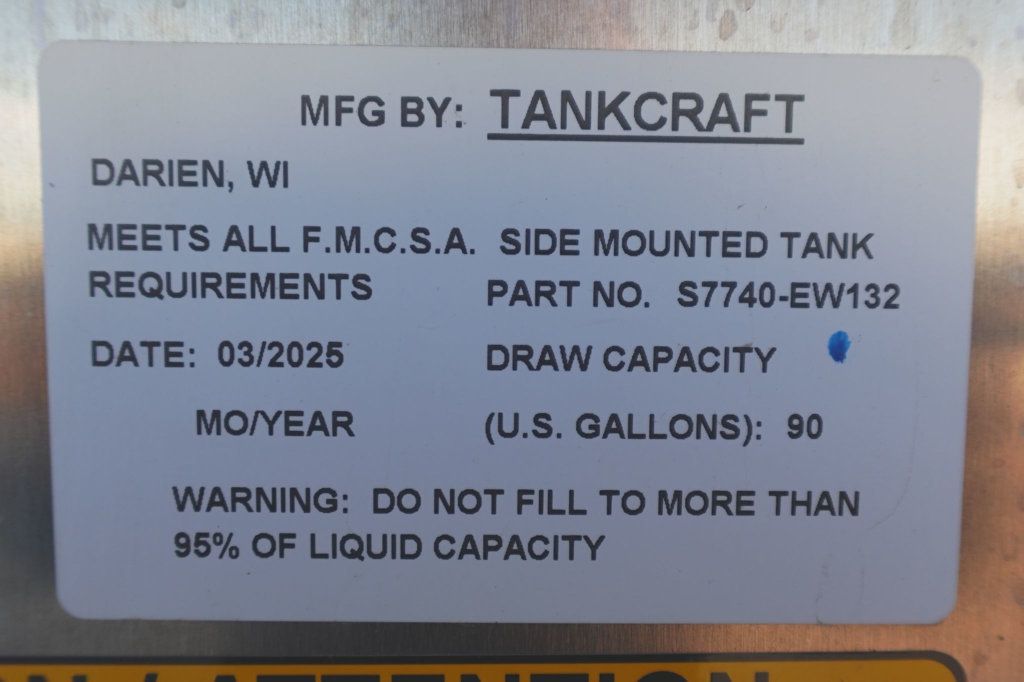 MFG BY: TANKCRAFT
DARIEN, WI
MEETS ALL F.M.C.S.A. SIDE MOUNTED TANK
REQUIREMENTS PART NO. S7740-EW132
DATE: 03/2025 DRAW CAPACITY
MO/YEAR (U.S. GALLONS): 90
WARNING: DO NOT FILL TO MORE THAN
95% OF LIQUID CAPACITY
ATTENTION